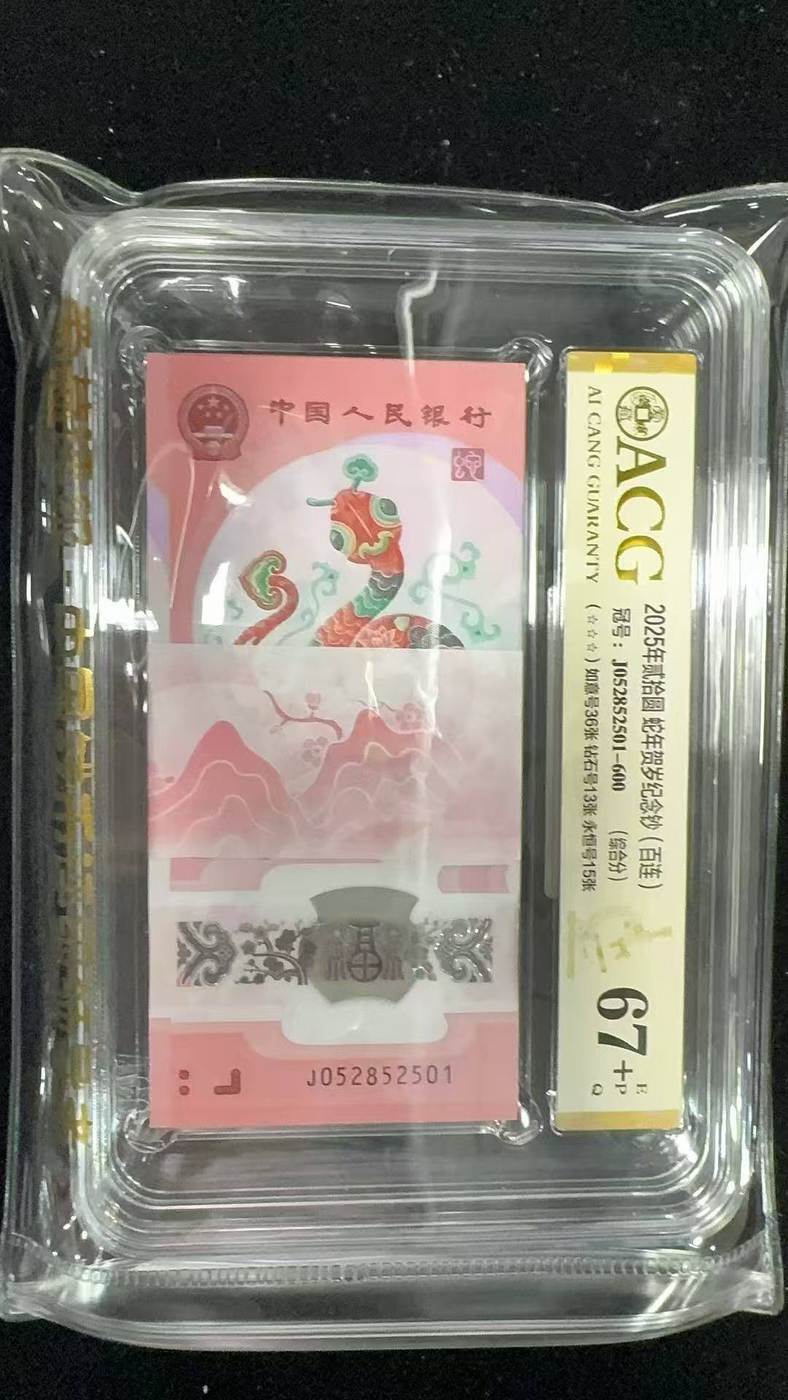 中国人民银行
蛇
J052852501
ACG
AI CANG GUARANTY
2025年贰拾圆 蛇年贺岁纪念钞（百连）
冠号：J052852501-600 （综合分）
（☆☆☆）如意号36张 钻石号13张 永恒号15张
67+
E
P
Q